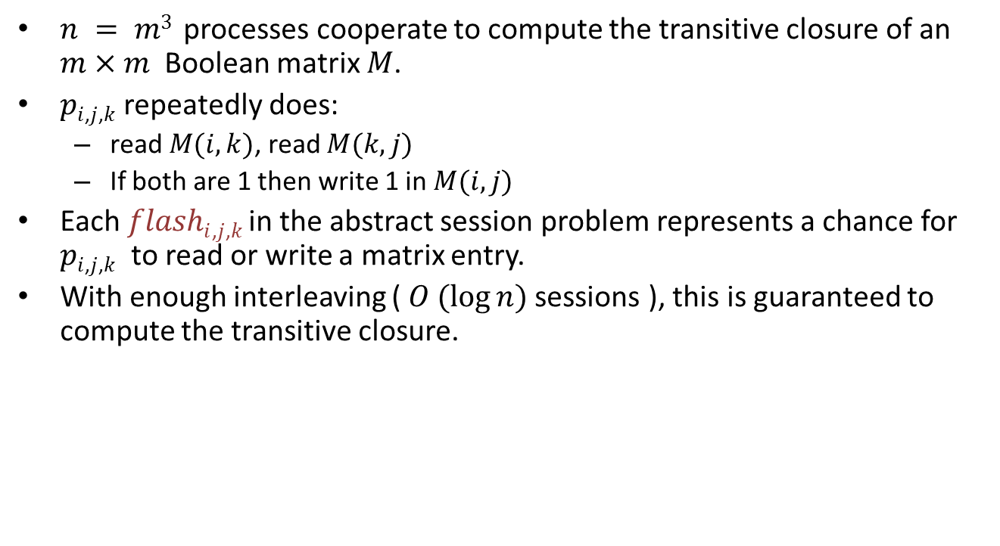 • n = m³ processes cooperate to compute the transitive closure of an
m × m Boolean matrix M.
• p_{i,j,k} repeatedly does:
– read M(i, k), read M(k, j)
– If both are 1 then write 1 in M(i, j)
• Each flash_{i,j,k} in the abstract session problem represents a chance for
p_{i,j,k} to read or write a matrix entry.
• With enough interleaving ( O (log n) sessions ), this is guaranteed to
compute the transitive closure.